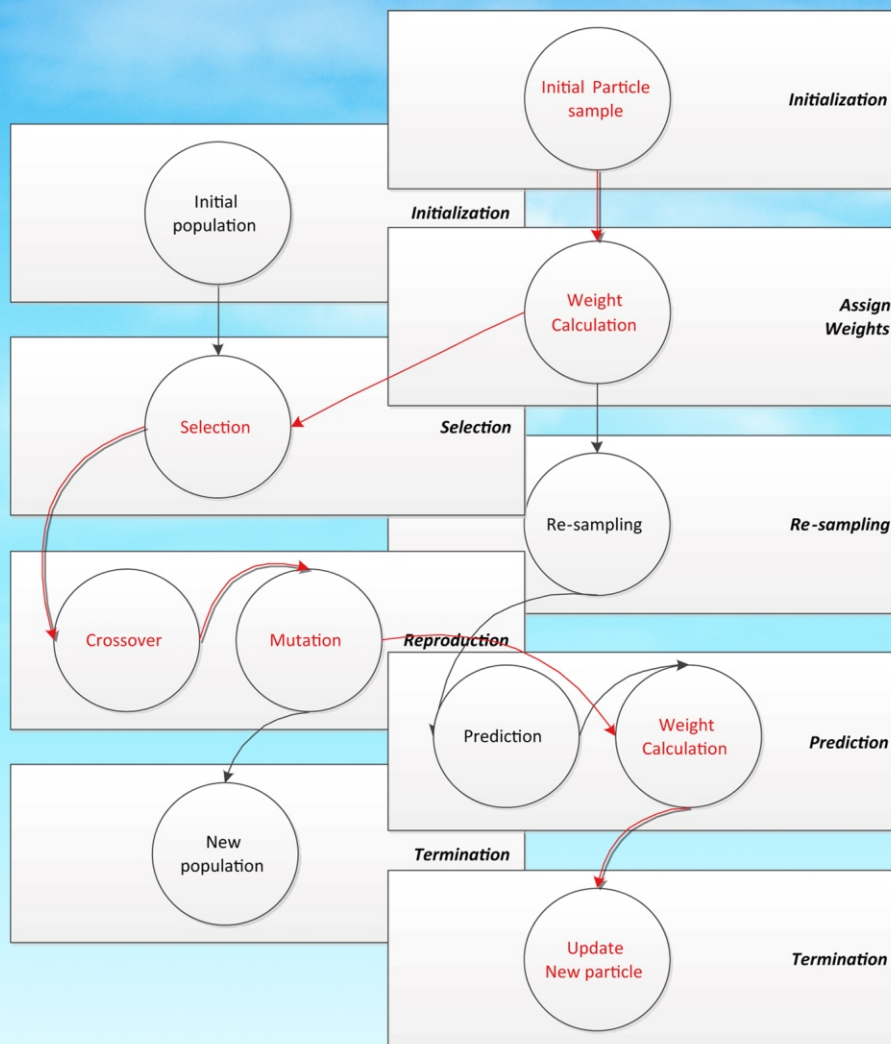 Initial Particle
sample
Initialization
Initial
population
Initialization
Weight
Calculation
Assign
Weights
Selection
Selection
Re-sampling
Re-sampling
Crossover
Mutation
Reproduction
Prediction
Weight
Calculation
Prediction
New
population
Termination
Update
New particle
Termination